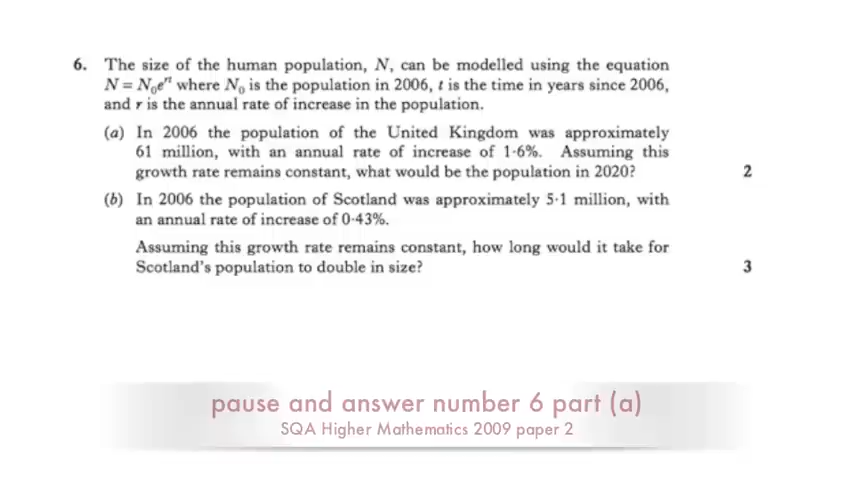 6. The size of the human population, N, can be modelled using the equation
N = N₀eʳᵗ where N₀ is the population in 2006, t is the time in years since 2006,
and r is the annual rate of increase in the population.
(a) In 2006 the population of the United Kingdom was approximately
61 million, with an annual rate of increase of 1·6%. Assuming this
growth rate remains constant, what would be the population in 2020? 2
(b) In 2006 the population of Scotland was approximately 5·1 million, with
an annual rate of increase of 0·43%.
Assuming this growth rate remains constant, how long would it take for
Scotland's population to double in size? 3
pause and answer number 6 part (a)
SQA Higher Mathematics 2009 paper 2